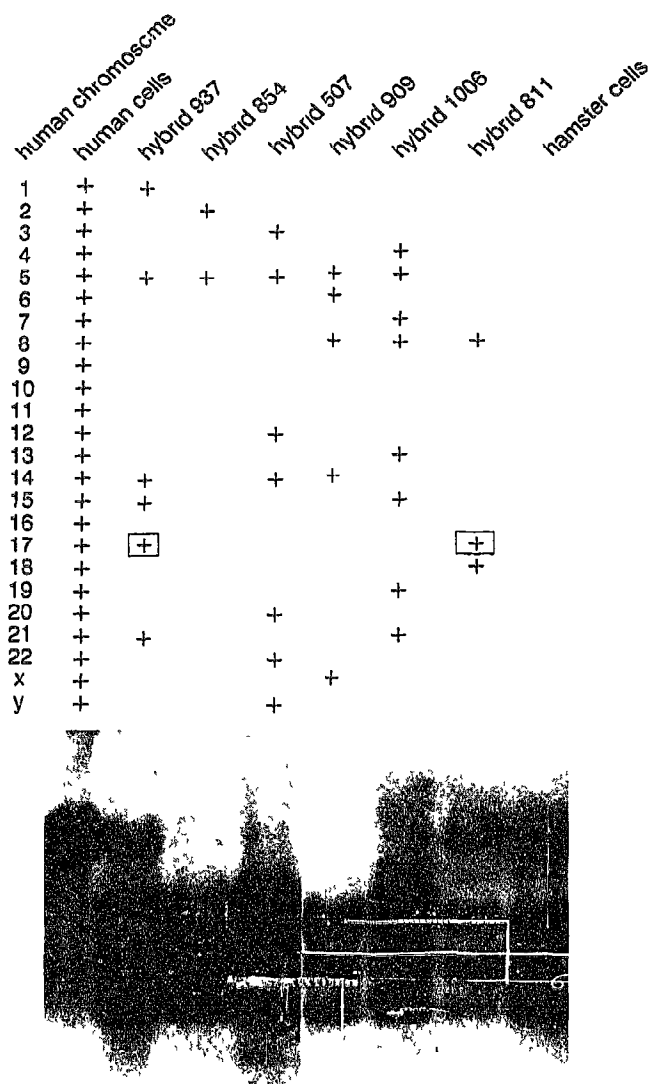 human chromoscme
human cells
hybrid 937
hybrid 854
hybrid 507
hybrid 909
hybrid 1006
hybrid 811
hamster cells
1 + +
2 + +
3 + +
4 + +
5 + + + + + +
6 + +
7 + +
8 + + + +
9 +
10 +
11 +
12 + +
13 + +
14 + + + +
15 + + +
16 +
17 + + +
18 + +
19 + +
20 + +
21 + + +
22 + +
x + +
y + +